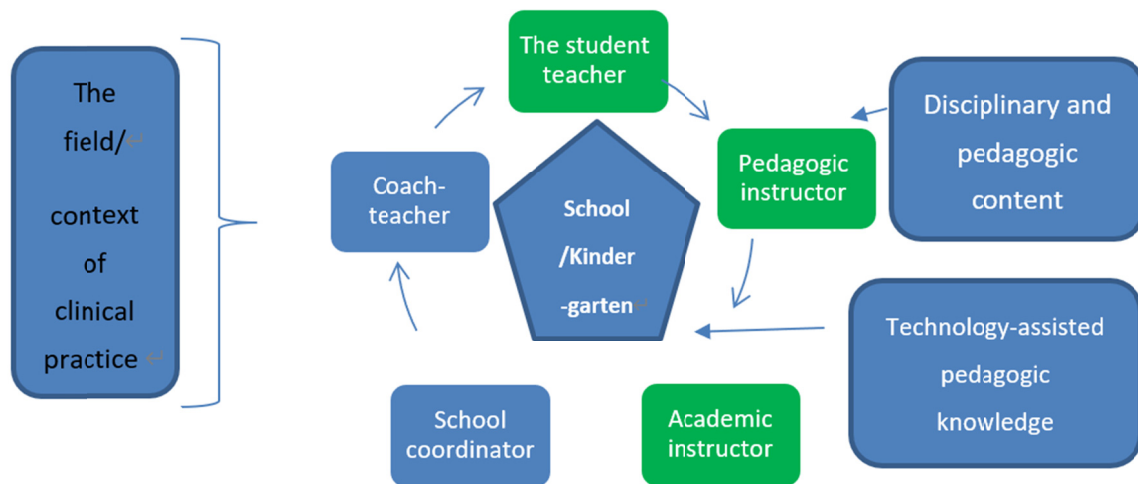 The
field/
context
of
clinical
practice
The student
teacher
Coach-
teacher
Pedagogic
instructor
School
/Kinder
-garten
School
coordinator
Academic
instructor
Disciplinary and
pedagogic
content
Technology-assisted
pedagogic
knowledge